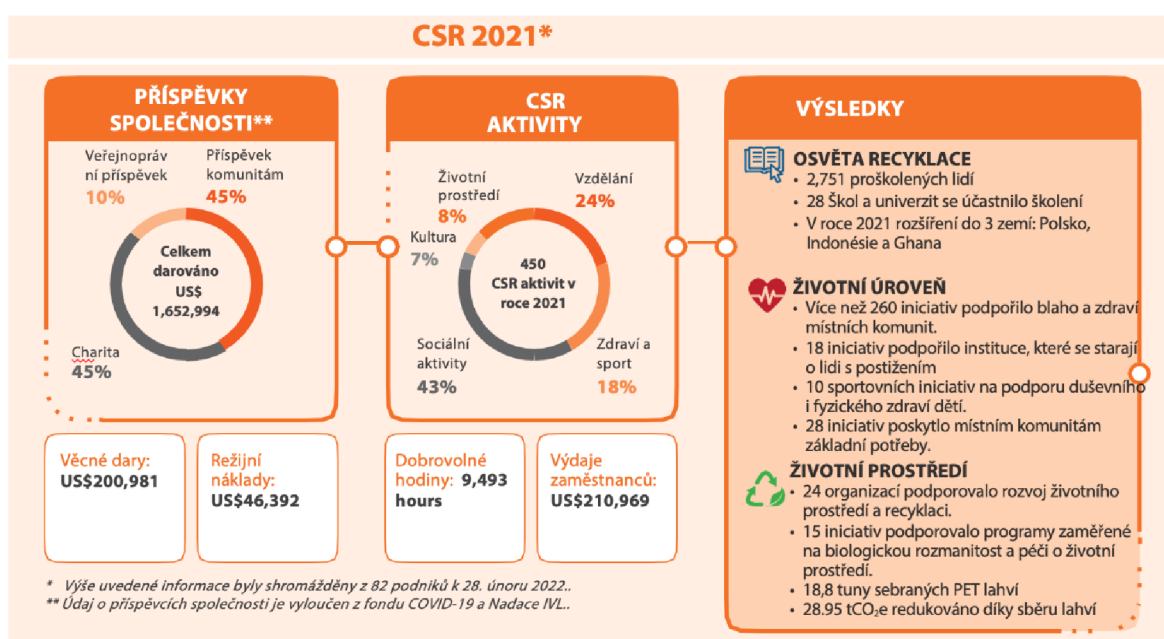 CSR 2021*
PŘÍSPĚVKY
SPOLEČNOSTI**
Veřejnopráv
ní příspěvek
10%
Příspěvek
komunitám
45%
Celkem
darováno
US$
1,652,994
Charita
45%
Věcné dary:
US$200,981
Režijní
náklady:
US$46,392
CSR
AKTIVITY
Životní
prostředí
8%
Vzdělání
24%
Kultura
7%
450
CSR aktivit v
roce 2021
Sociální
aktivity
43%
Zdraví a
sport
18%
Dobrovolné
hodiny: 9,493
hours
Výdaje
zaměstnanců:
US$210,969
VÝSLEDKY
OSVĚTA RECYKLACE
• 2,751 proškolených lidí
• 28 Škol a univerzit se účastnilo školení
• V roce 2021 rozšíření do 3 zemí: Polsko,
Indonésie a Ghana
ŽIVOTNÍ ÚROVEŇ
• Více než 260 iniciativ podpořilo blaho a zdraví
místních komunit.
• 18 iniciativ podpořilo instituce, které se starají
o lidi s postižením
• 10 sportovních iniciativ na podporu duševního
i fyzického zdraví dětí.
• 28 iniciativ poskytlo místním komunitám
základní potřeby.
ŽIVOTNÍ PROSTŘEDÍ
• 24 organizací podporovalo rozvoj životního
prostředí a recyklaci.
• 15 iniciativ podporovalo programy zaměřené
na biologickou rozmanitost a péči o životní
prostředí.
• 18,8 tuny sebraných PET lahví
• 28.95 tCO₂e redukováno díky sběru lahví
* Výše uvedené informace byly shromážděny z 82 podniků k 28. únoru 2022..
** Údaj o příspěvcích společnosti je vyloučen z fondu COVID-19 a Nadace IVL..